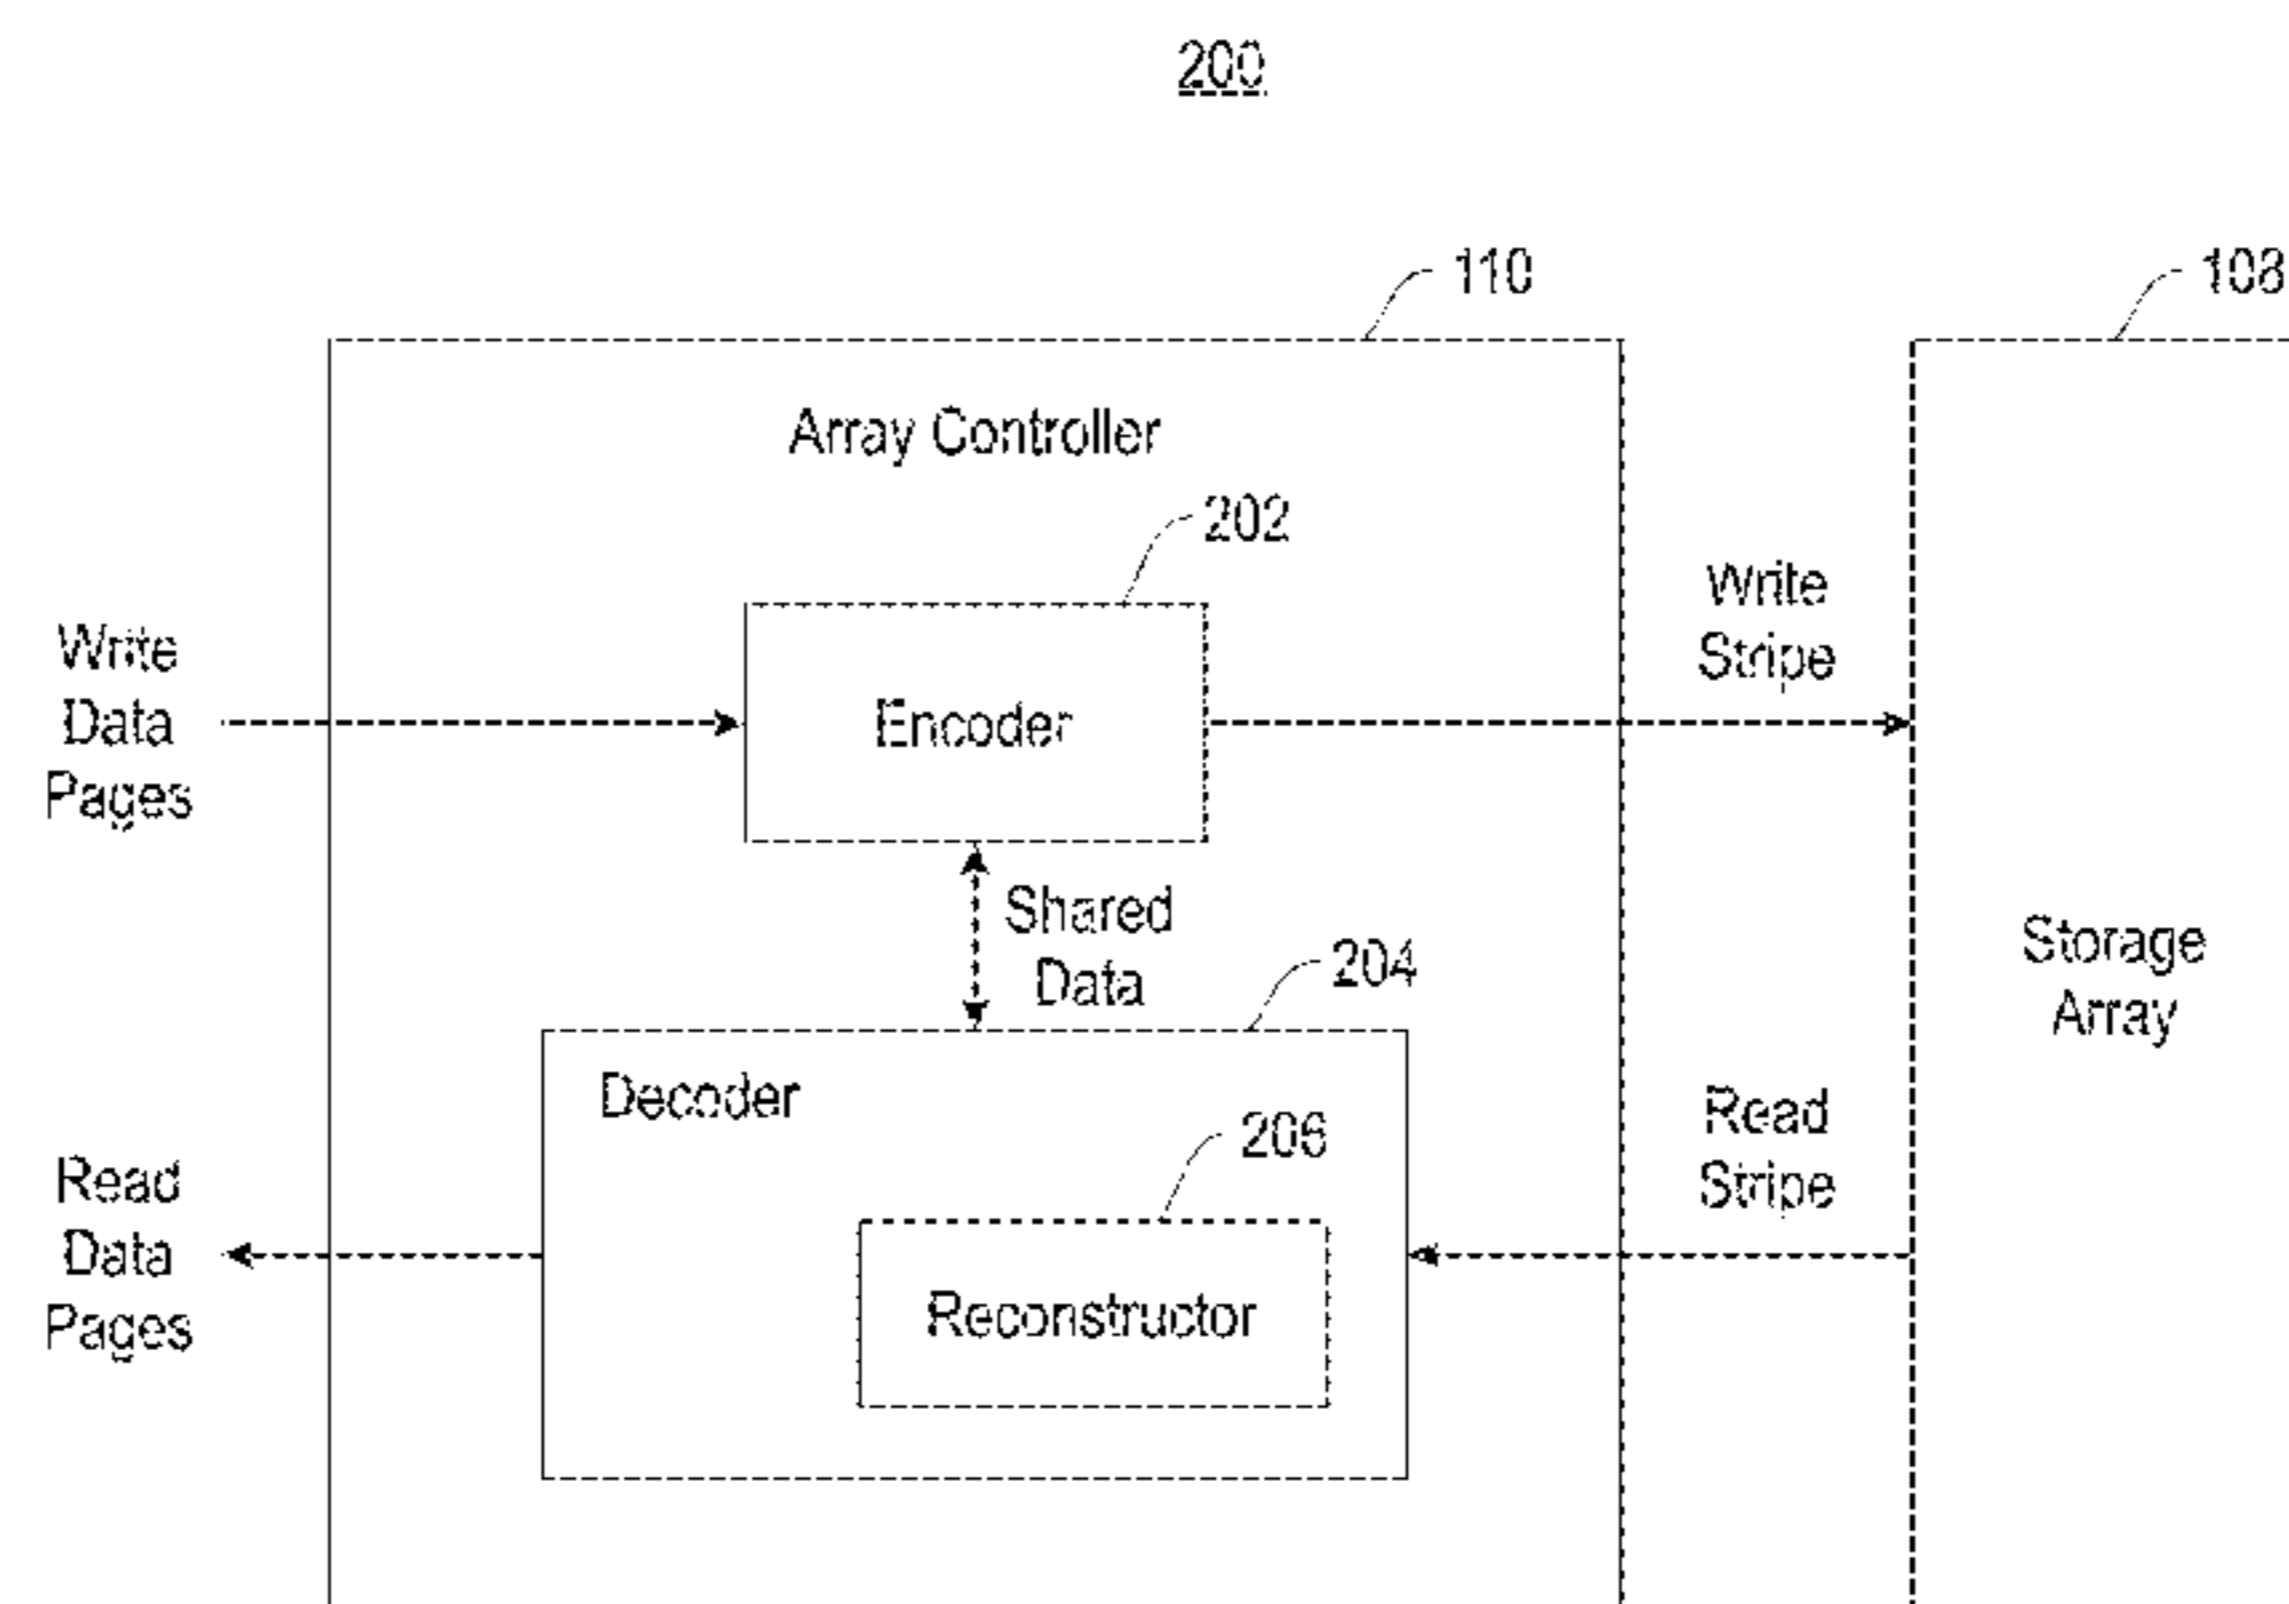 200
110
108
Array Controller
202
Write
Stripe
Write
Data
Pages
Encoder
Shared
Data
204
Storage
Array
Decoder
206
Read
Stripe
Read
Data
Pages
Reconstructor